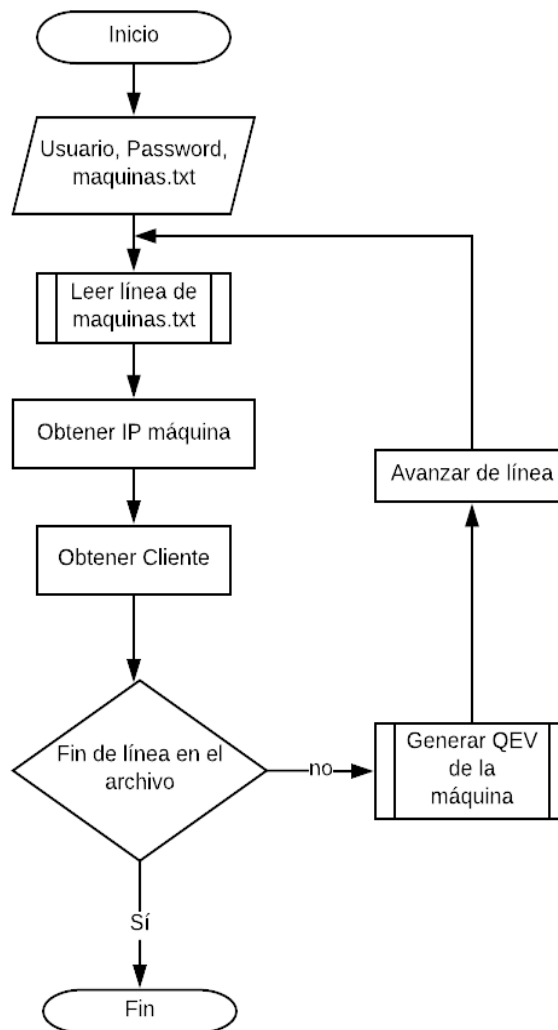 Inicio
Usuario, Password,
maquinas.txt
Leer línea de
maquinas.txt
Obtener IP máquina
Avanzar de línea
Obtener Cliente
Fin de línea en el
archivo
no
Generar QEV
de la
máquina
Sí
Fin